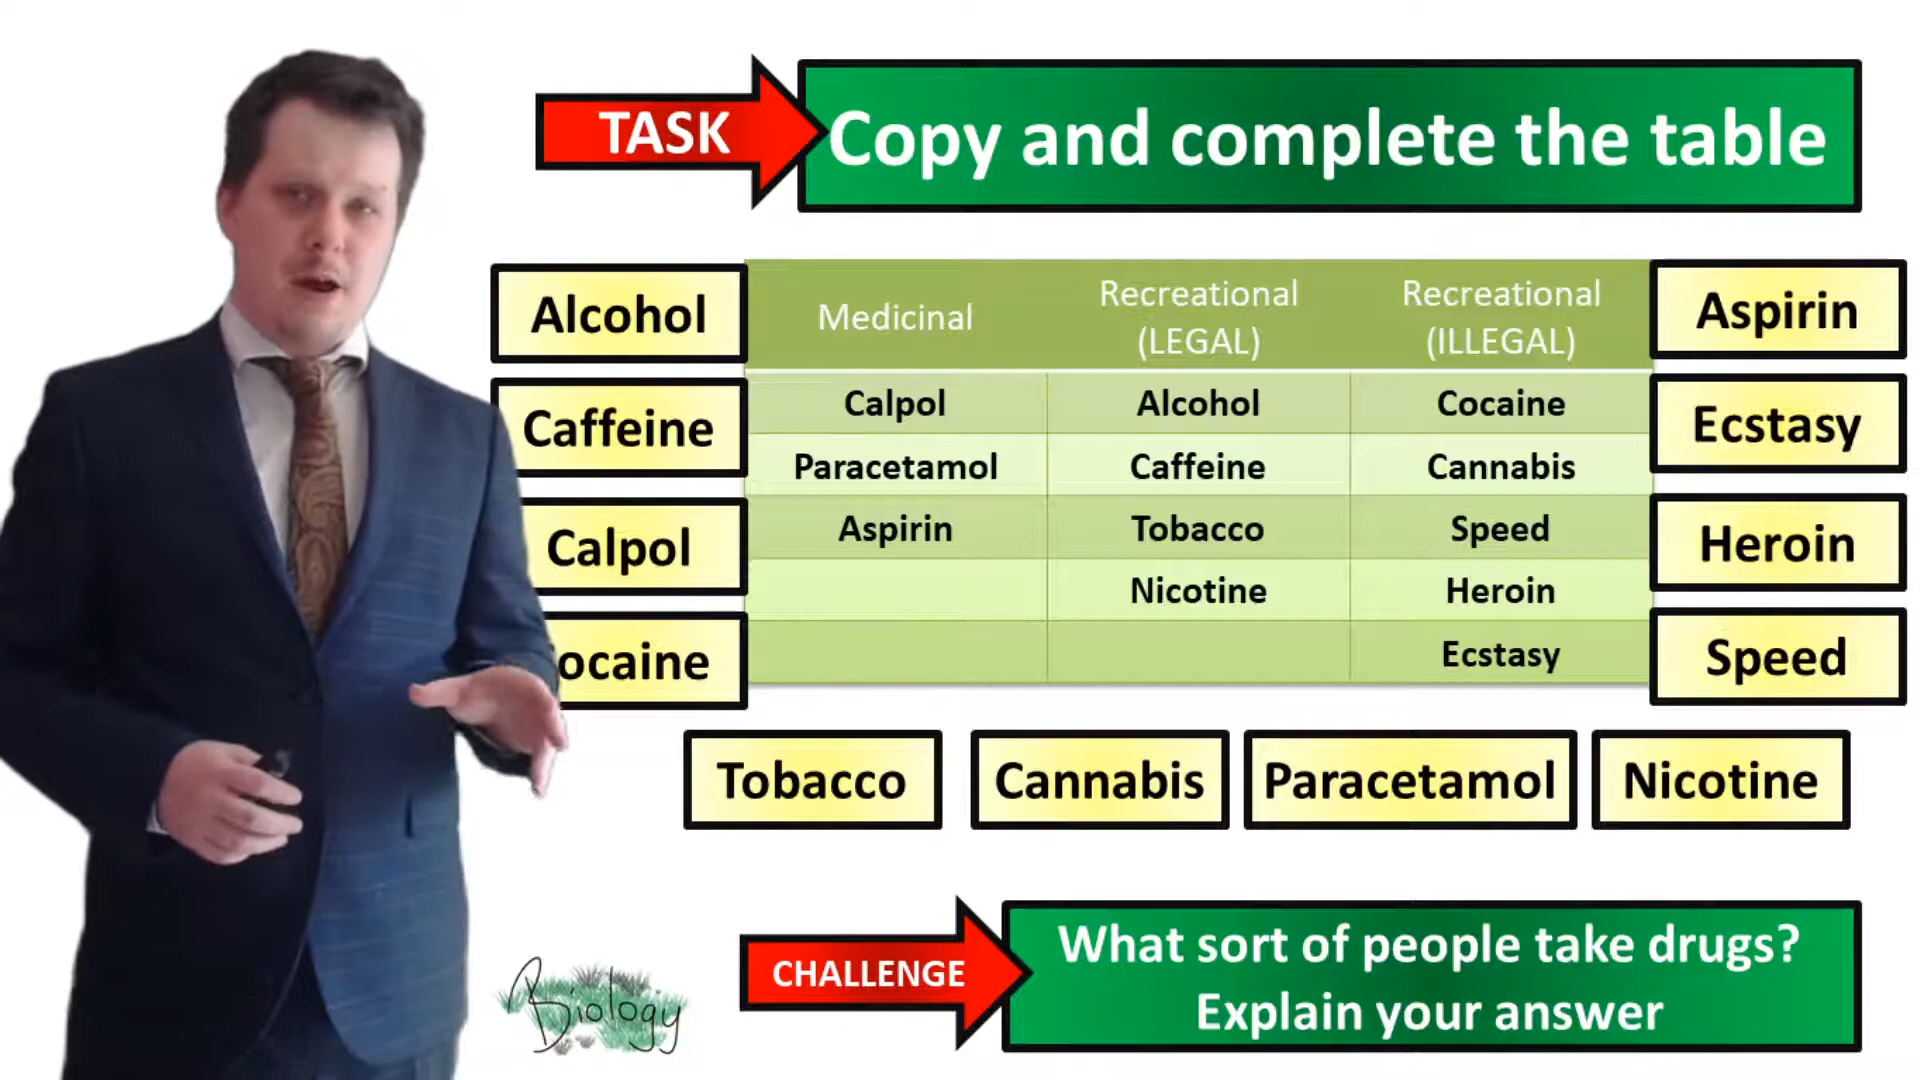 TASK
Copy and complete the table
Alcohol
Caffeine
Calpol
ocaine
Medicinal Recreational (LEGAL) Recreational (ILLEGAL)
Calpol Alcohol Cocaine
Paracetamol Caffeine Cannabis
Aspirin Tobacco Speed
Nicotine Heroin
Ecstasy
Aspirin
Ecstasy
Heroin
Speed
Tobacco Cannabis Paracetamol Nicotine
CHALLENGE
What sort of people take drugs?
Explain your answer
Biology